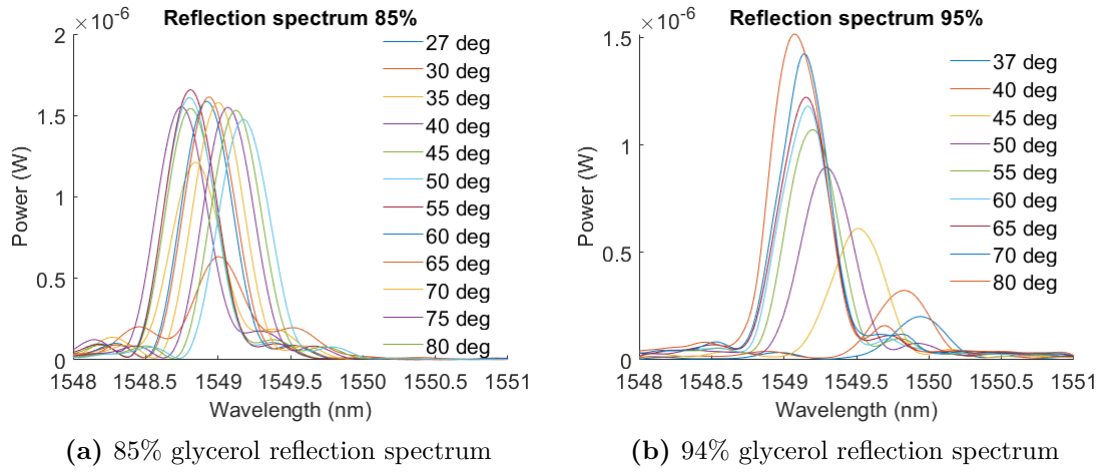 Reflection spectrum 85%
×10⁻⁶
2
1.5
1
0.5
0
Power (W)
27 deg
30 deg
35 deg
40 deg
45 deg
50 deg
55 deg
60 deg
65 deg
70 deg
75 deg
80 deg
1548 1548.5 1549 1549.5 1550 1550.5 1551
Wavelength (nm)
(a) 85% glycerol reflection spectrum
Reflection spectrum 95%
×10⁻⁶
1.5
1
0.5
0
Power (W)
37 deg
40 deg
45 deg
50 deg
55 deg
60 deg
65 deg
70 deg
80 deg
1548 1548.5 1549 1549.5 1550 1550.5 1551
Wavelength (nm)
(b) 94% glycerol reflection spectrum